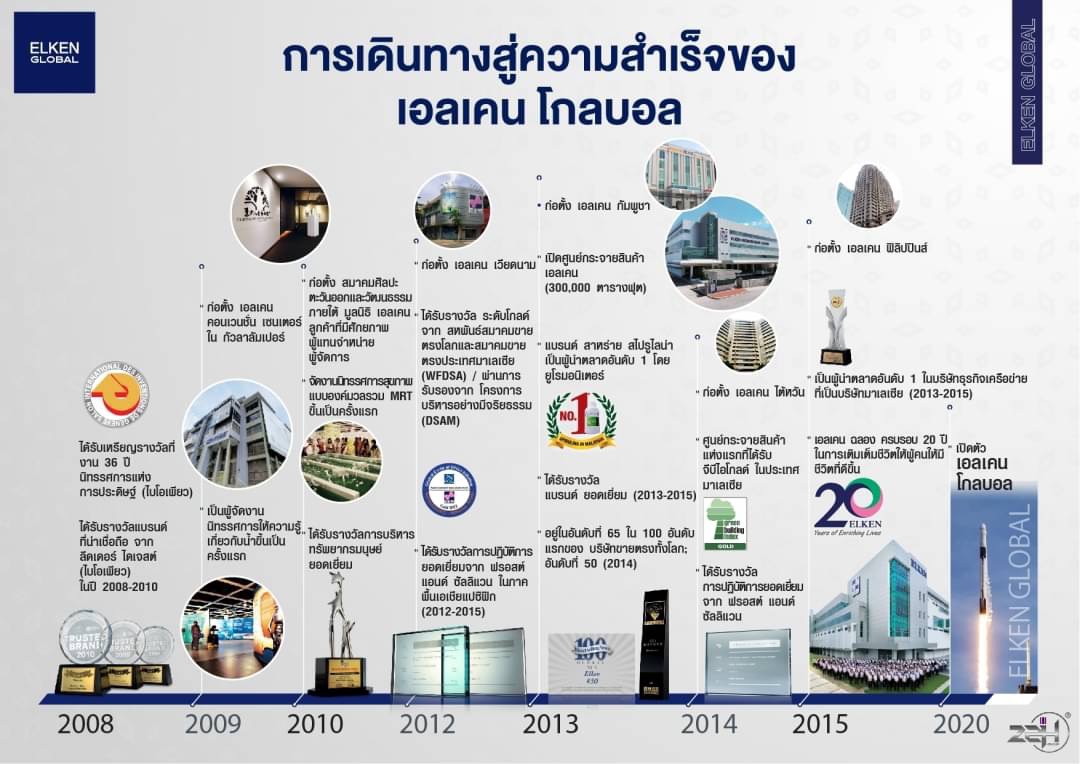 ELKEN
GLOBAL
การเดินทางสู่ความสำเร็จของ
เอลเคน โกลบอล
ELKEN GLOBAL
INTERNATIONAL DES INVENTIONS DE GENEVE SALON
ได้รับเหรียญรางวัลที่
งาน 36 ปี
นิทรรศการแห่ง
การประดิษฐ์ (ไบโอเพียว)
ได้รับรางวัลแบรนด์
ที่น่าเชื่อถือ จาก
ลีดเดอร์ ไดเจสต์
(ไบโอเพียว)
ในปี 2008-2010
TRUSTED
BRAND
2010
2008
ก่อตั้ง เอลเคน
คอนเวนชั่น เซนเตอร์
ใน กัวลาลัมเปอร์
เป็นผู้จัดงาน
นิทรรศการให้ความรู้
เกี่ยวกับน้ำขึ้นเป็น
ครั้งแรก
2009
ก่อตั้ง สมาคมศิลปะ
ตะวันออกและวัฒนธรรม
ภายใต้ มูลนิธิ เอลเคน
ลูกค้าที่มีศักยภาพ
ผู้แทนจำหน่าย
ผู้จัดการ
จัดงานนิทรรศการสุขภาพ
แบบองค์มวลรวม MRT
ขึ้นเป็นครั้งแรก
ได้รับรางวัลการบริหาร
ทรัพยากรมนุษย์
ยอดเยี่ยม
2010
ก่อตั้ง เอลเคน เวียดนาม
ได้รับรางวัล ระดับโกลด์
จาก สหพันธ์สมาคมขาย
ตรงโลกและสมาคมขาย
ตรงประเทศมาเลเซีย
(WFDSA) / ผ่านการ
รับรองจาก โครงการ
บริหารอย่างมีจริยธรรม
(DSAM)
ได้รับรางวัลการปฏิบัติการ
ยอดเยี่ยมจาก ฟรอสต์
แอนด์ ซัลลิแวน ในภาค
พื้นเอเชียแปซิฟิก
(2012-2015)
2012
ก่อตั้ง เอลเคน กัมพูชา
เปิดศูนย์กระจายสินค้า
เอลเคน
(300,000 ตารางฟุต)
แบรนด์ สาหร่าย สไปรูไลน่า
เป็นผู้นำตลาดอันดับ 1 โดย
ยูโรมอนิเตอร์
NO.1
SPIRULINA IN MALAYSIA
ได้รับรางวัล
แบรนด์ ยอดเยี่ยม (2013-2015)
อยู่ในอันดับที่ 65 ใน 100 อันดับ
แรกของ บริษัทขายตรงทั้งโลก;
อันดับที่ 50 (2014)
100
Elken
#50
2013
ก่อตั้ง เอลเคน ไต้หวัน
ศูนย์กระจายสินค้า
แห่งแรกที่ได้รับ
จีบีไอโกลด์ ในประเทศ
มาเลเซีย
green
building
index
GOLD
ได้รับรางวัล
การปฏิบัติการยอดเยี่ยม
จาก ฟรอสต์ แอนด์
ซัลลิแวน
2014
ก่อตั้ง เอลเคน ฟิลิปปินส์
เป็นผู้นำตลาดอันดับ 1 ในบริษัทธุรกิจเครือข่าย
ที่เป็นบริษัทมาเลเซีย (2013-2015)
เอลเคน ฉลอง ครบรอบ 20 ปี
ในการเติมเต็มชีวิตให้ผู้คนให้มี
ชีวิตที่ดีขึ้น
20
ELKEN
Years of Enriching Lives
2015
เปิดตัว
เอลเคน
โกลบอล
ELKEN GLOBAL
2020